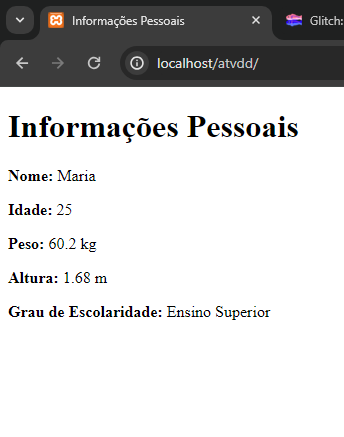 Informações Pessoais
Glitch:
localhost/atvdd/
Informações Pessoais
Nome: Maria
Idade: 25
Peso: 60.2 kg
Altura: 1.68 m
Grau de Escolaridade: Ensino Superior